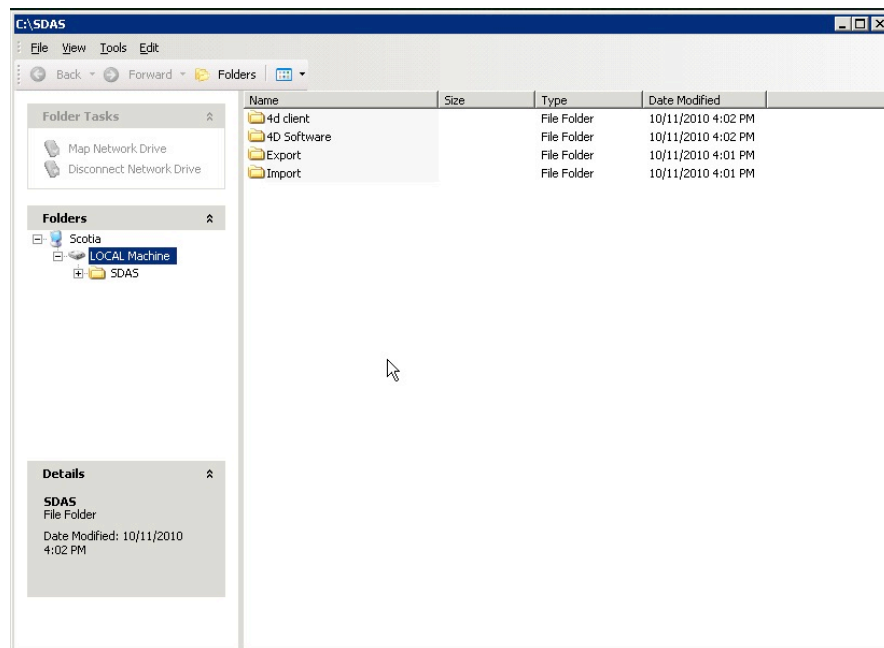 C:\SDAS
File View Tools Edit
Back Forward Folders
Folder Tasks
Map Network Drive
Disconnect Network Drive
Folders
Scotia
LOCAL Machine
SDAS
Details
SDAS
File Folder
Date Modified: 10/11/2010
4:02 PM
Name Size Type Date Modified
4d client File Folder 10/11/2010 4:02 PM
4D Software File Folder 10/11/2010 4:02 PM
Export File Folder 10/11/2010 4:01 PM
Import File Folder 10/11/2010 4:01 PM